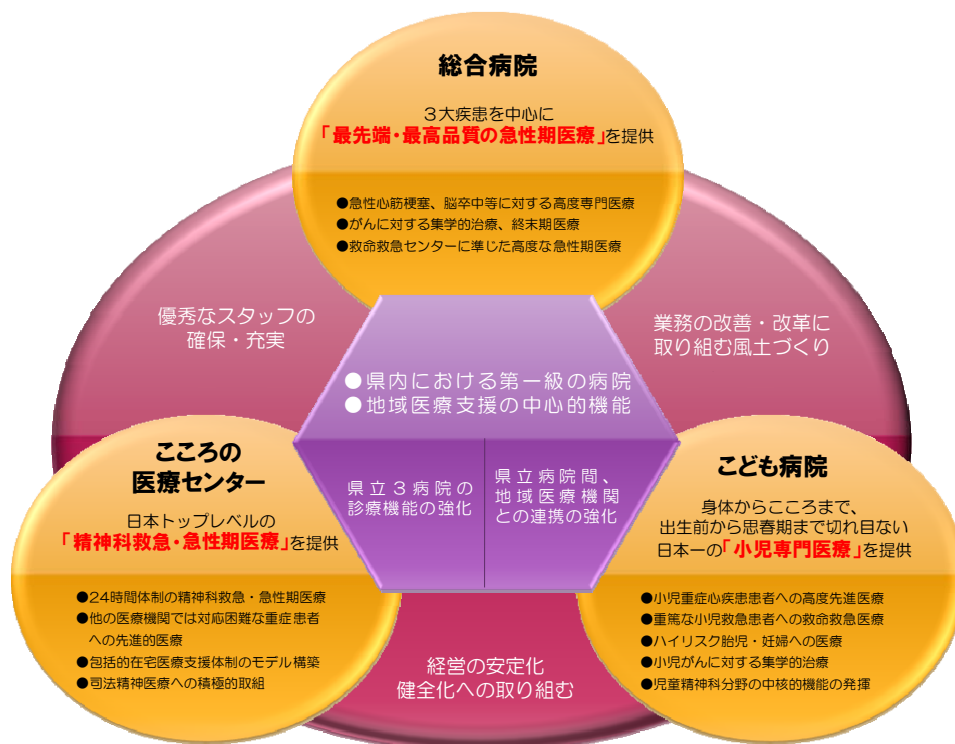 総合病院
３大疾患を中心に
「最先端・最高品質の急性期医療」を提供
●急性心筋梗塞、脳卒中等に対する高度専門医療
●がんに対する集学的治療、終末期医療
●救命救急センターに準じた高度な急性期医療
優秀なスタッフの
確保・充実
業務の改善・改革に
取り組む風土づくり
●県内における第一級の病院
●地域医療支援の中心的機能
県立３病院の
診療機能の強化
県立病院間、
地域医療機関
との連携の強化
こころの
医療センター
日本トップレベルの
「精神科救急・急性期医療」を提供
●24時間体制の精神科救急・急性期医療
●他の医療機関では対応困難な重症患者
への先進的医療
●包括的在宅医療支援体制のモデル構築
●司法精神医療への積極的取組
こども病院
身体からこころまで、
出生前から思春期まで切れ目ない
日本一の「小児専門医療」を提供
●小児重症心疾患患者への高度先進医療
●重篤な小児救急患者への救命救急医療
●ハイリスク胎児・妊婦への医療
●小児がんに対する集学的治療
●児童精神科分野の中核的機能の発揮
経営の安定化
健全化への取り組む